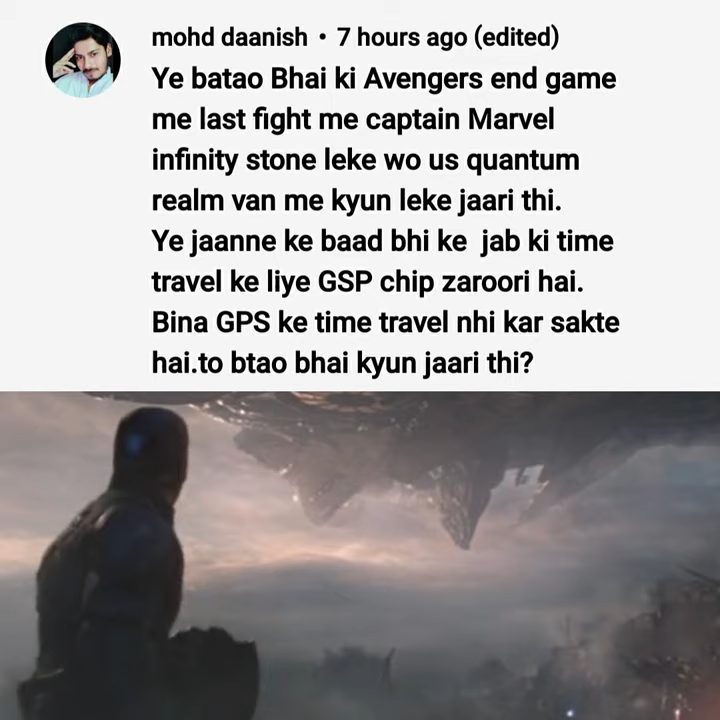 mohd daanish • 7 hours ago (edited)
Ye batao Bhai ki Avengers end game
me last fight me captain Marvel
infinity stone leke wo us quantum
realm van me kyun leke jaari thi.
Ye jaanne ke baad bhi ke jab ki time
travel ke liye GSP chip zaroori hai.
Bina GPS ke time travel nhi kar sakte
hai.to btao bhai kyun jaari thi?